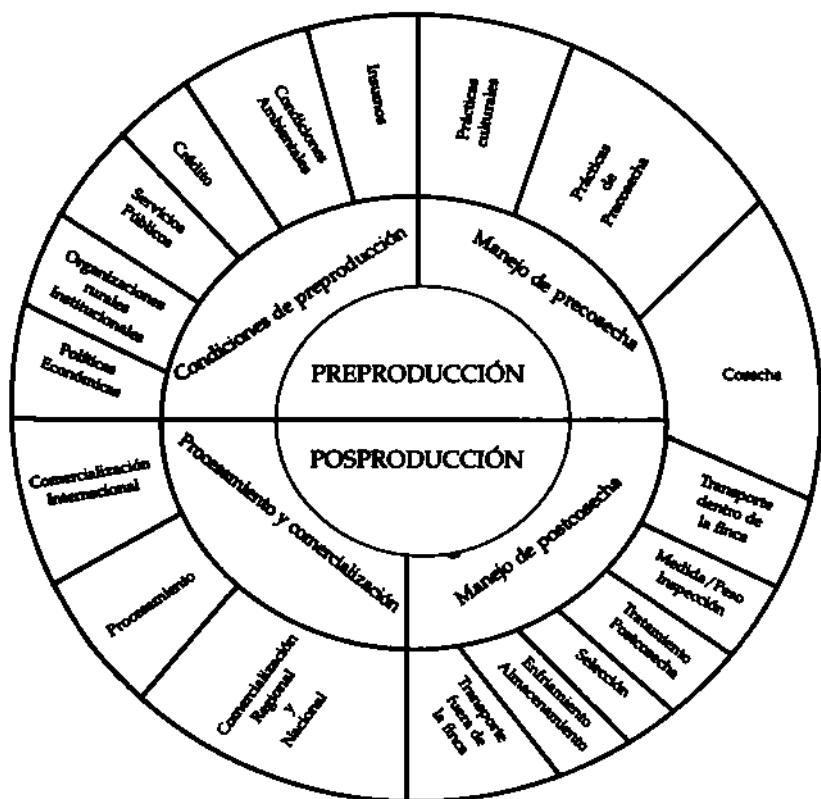 Insumos
Condiciones
Ambientales
Crédito
Servicios
Públicos
Organizaciones
rurales
Institucionales
Políticas
Económicas
Prácticas
culturales
Prácticas
de
Precosecha
Cosecha
Condiciones de preproducción
Manejo de precosecha
PREPRODUCCIÓN
POSPRODUCCIÓN
Procesamiento y comercialización
Manejo de postcosecha
Comercialización
Internacional
Procesamiento
Comercialización
Regional
y
Nacional
Transporte
dentro de
la finca
Medida/Peso
Inspección
Tratamiento
Postcosecha
Selección
Enfriamiento
Almacenamiento
Transporte
fuera de
la finca